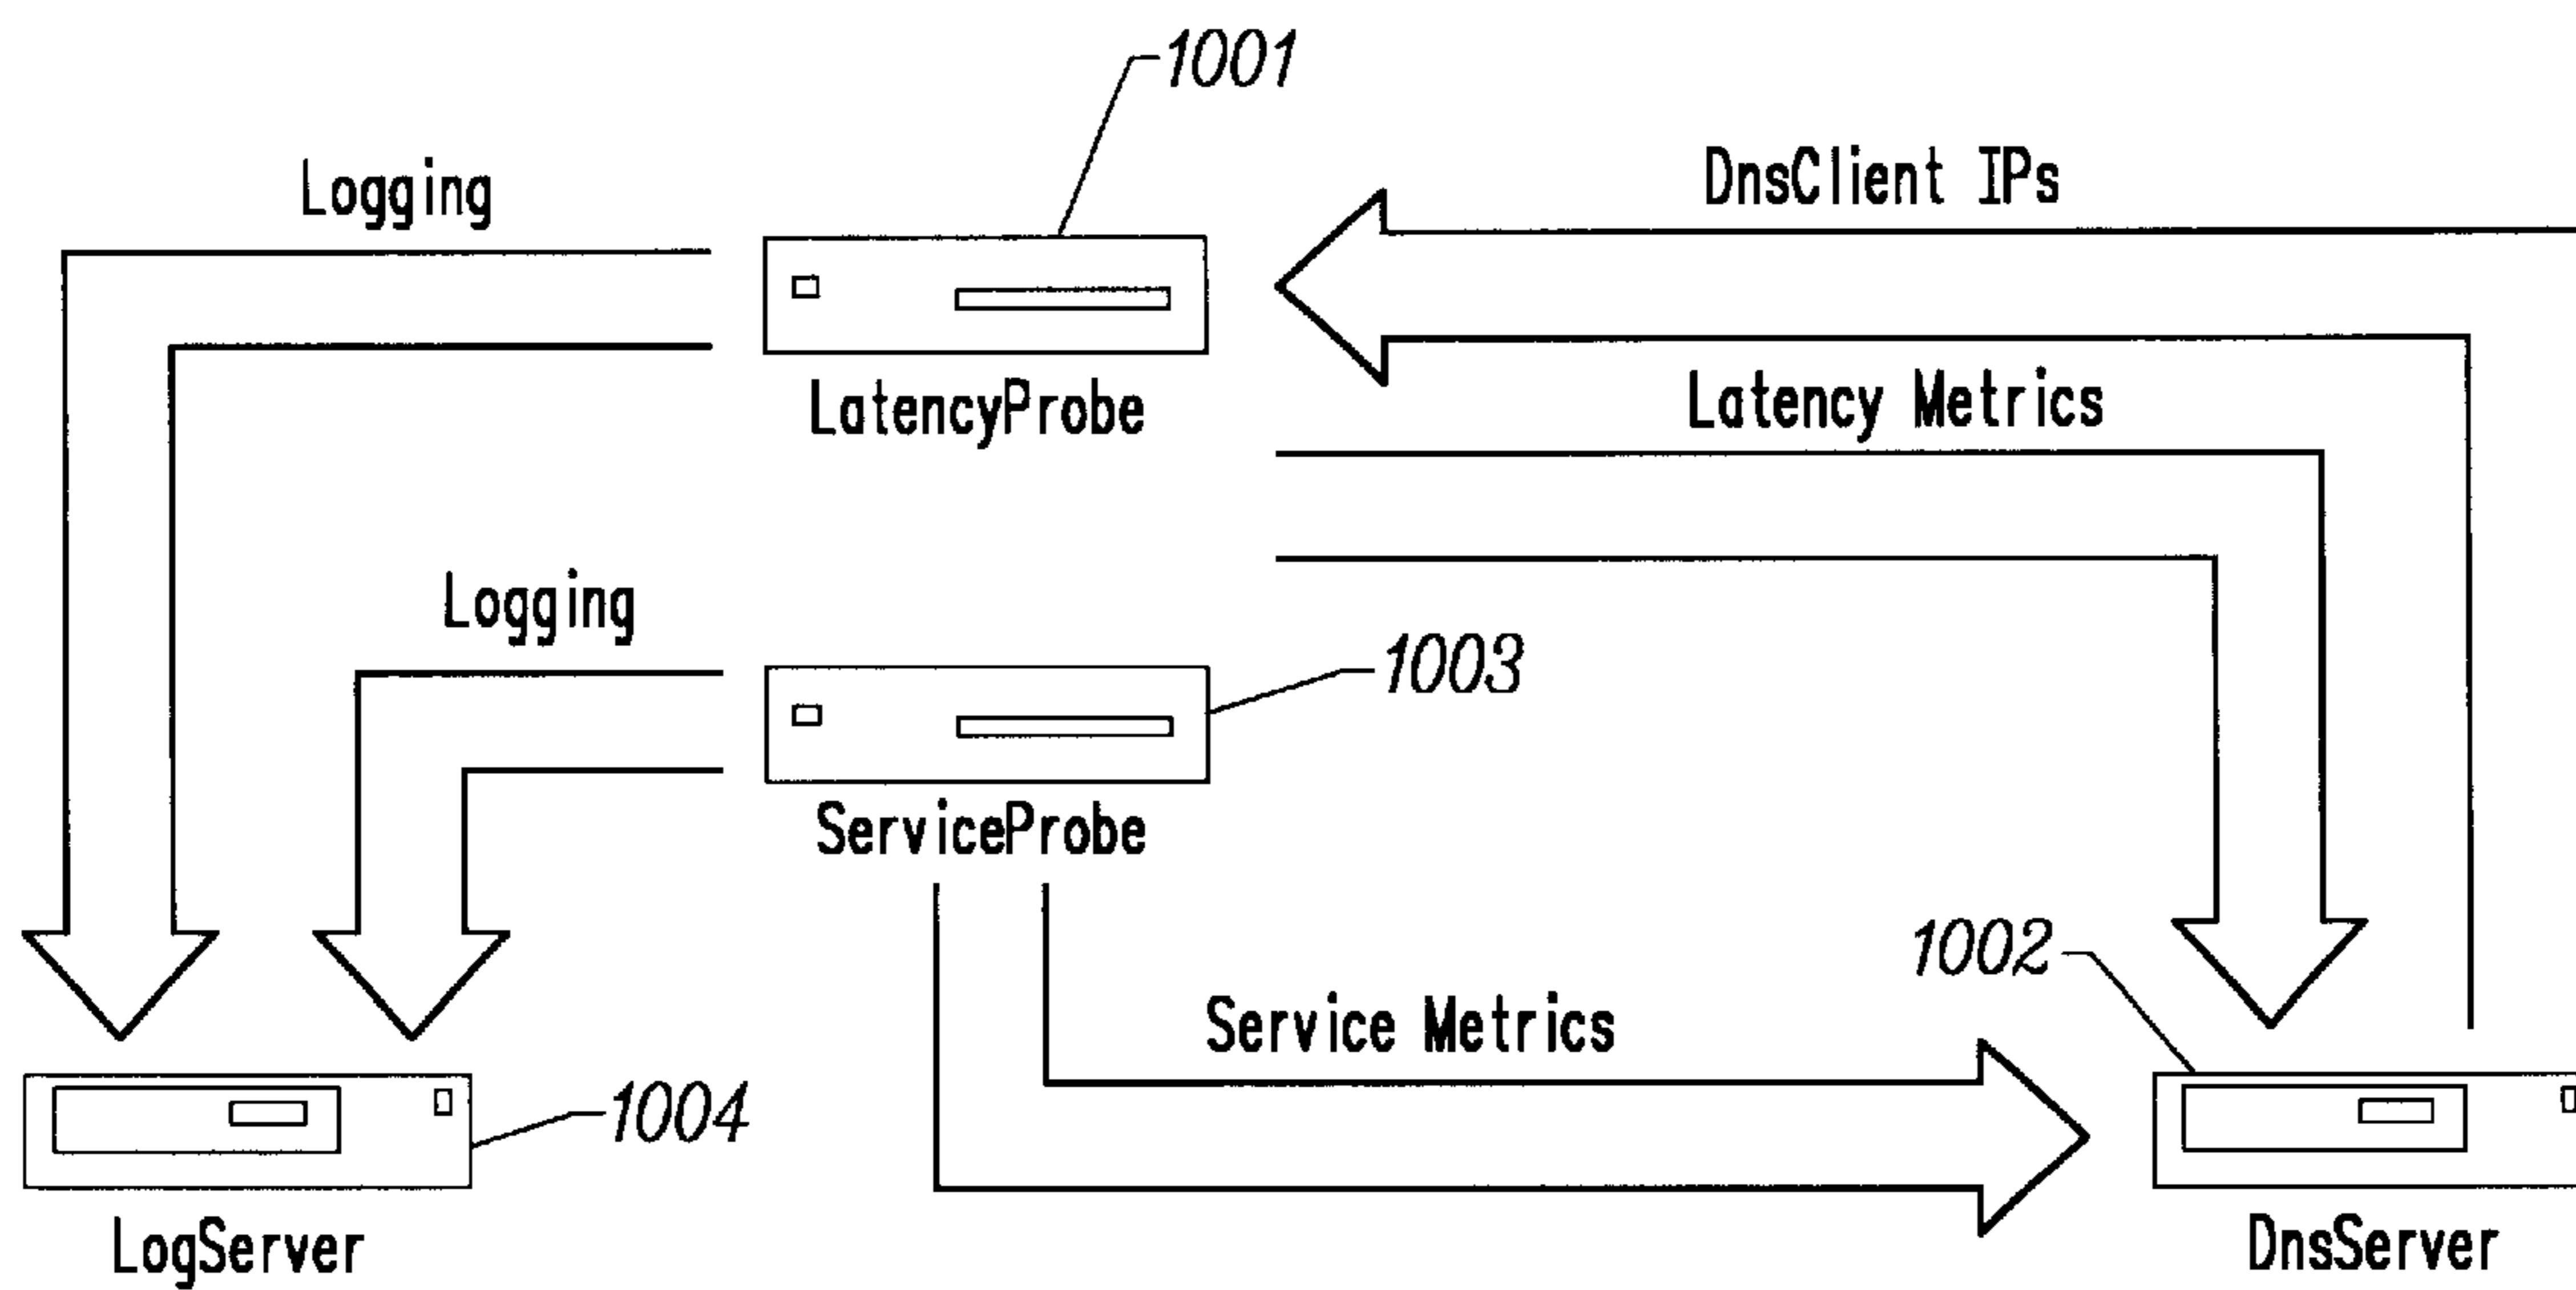 1001
Logging
DnsClient IPs
LatencyProbe
Latency Metrics
Logging
1003
ServiceProbe
1002
Service Metrics
1004
LogServer
DnsServer